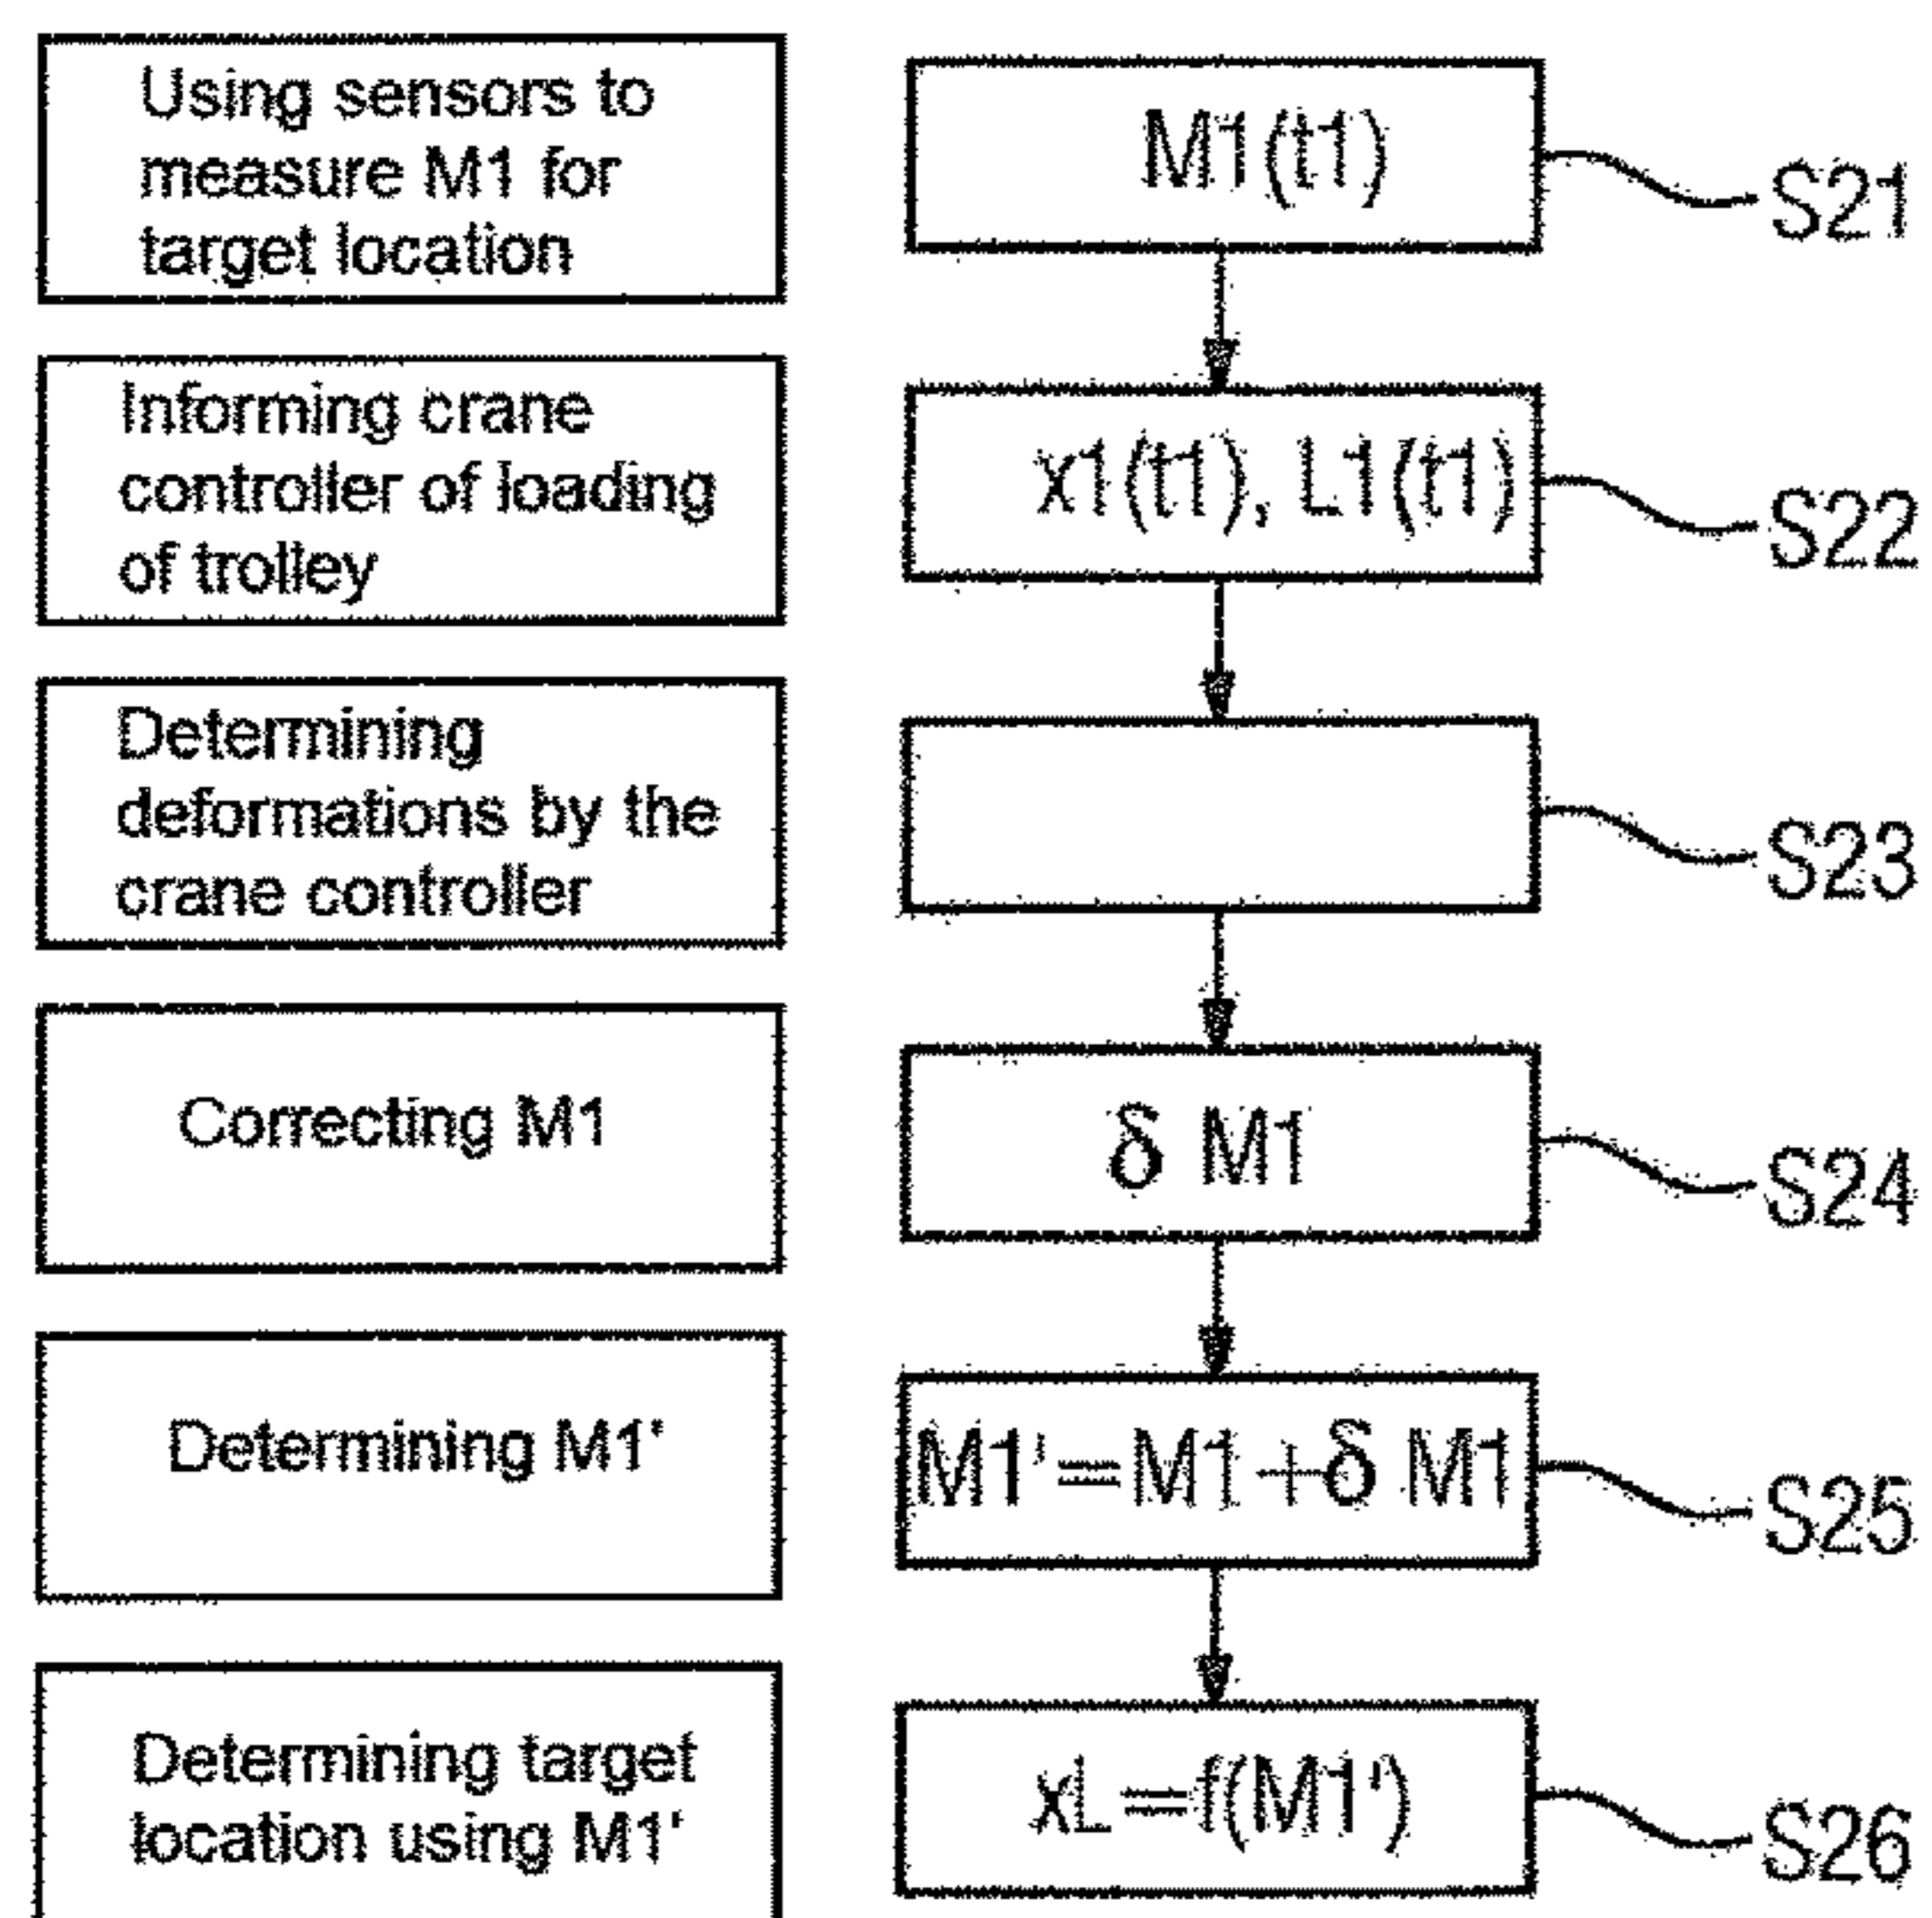 Using sensors to
measure M1 for
target location
M1(t1)
S21
Informing crane
controller of loading
of trolley
x1(t1), L1(t1)
S22
Determining
deformations by the
crane controller
S23
Correcting M1
δ M1
S24
Determining M1'
M1'=M1+δ M1
S25
Determining target
location using M1'
xL=f(M1')
S26